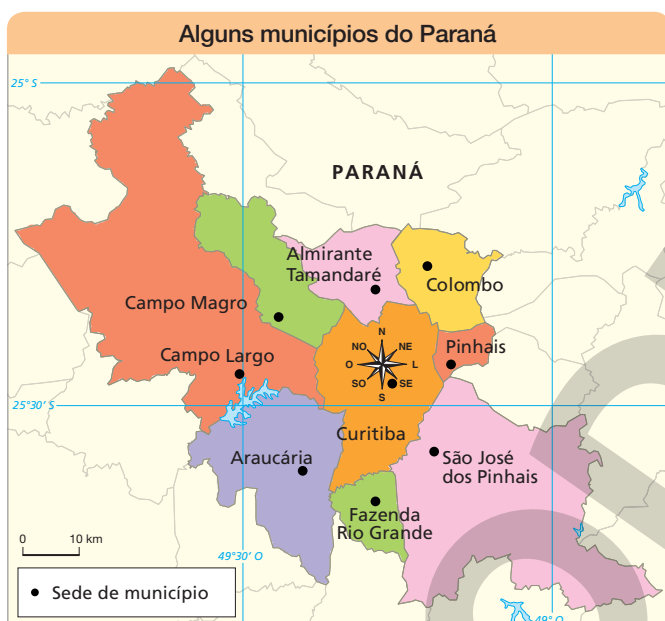 Alguns municípios do Paraná
25° S
PARANÁ
Almirante
Tamandaré
Colombo
Campo Magro
Pinhais
Campo Largo
N
NO
NE
O
L
SO
SE
S
25°30' S
Curitiba
Araucária
São José
dos Pinhais
Fazenda
Rio Grande
0 10 km
49°30' O
49° O
Sede de município